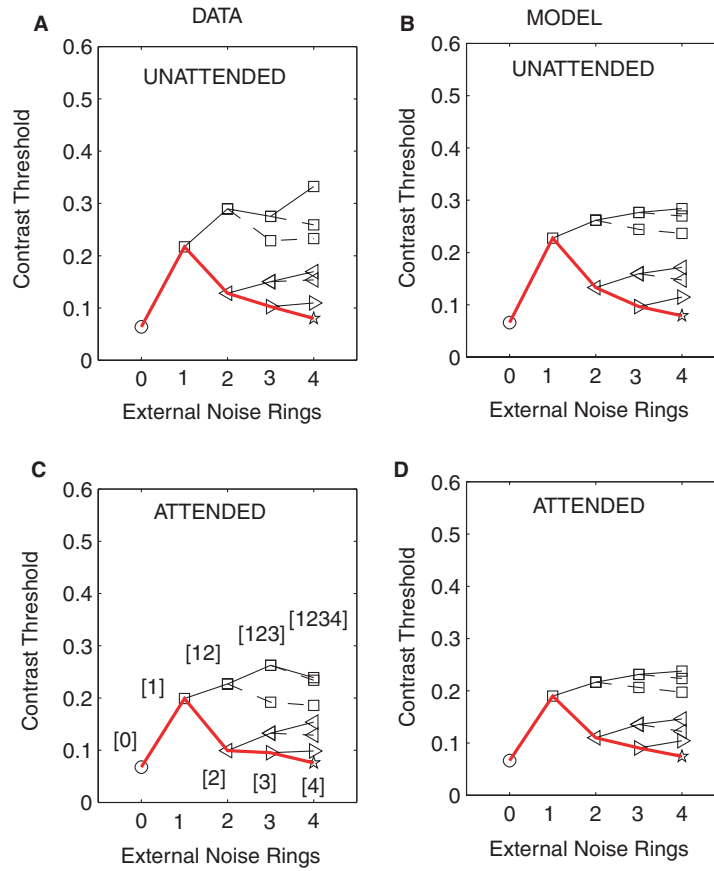 DATA
MODEL
A
UNATTENDED
0.6
0.5
0.4
0.3
0.2
0.1
0
0 1 2 3 4
Contrast Threshold
External Noise Rings
B
UNATTENDED
0.6
0.5
0.4
0.3
0.2
0.1
0
0 1 2 3 4
Contrast Threshold
External Noise Rings
C
ATTENDED
0.6
0.5
0.4
0.3
0.2
0.1
0
[1234]
[123]
[12]
[1]
[0]
[2] [3] [4]
0 1 2 3 4
Contrast Threshold
External Noise Rings
D
ATTENDED
0.6
0.5
0.4
0.3
0.2
0.1
0
0 1 2 3 4
Contrast Threshold
External Noise Rings